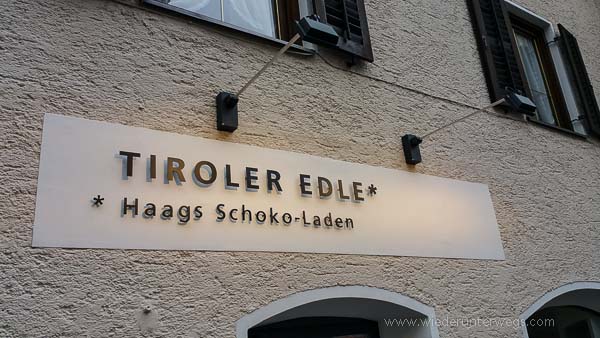 TIROLER EDLE*
* Haags Schoko-Laden
www.wiederunterwegs.com